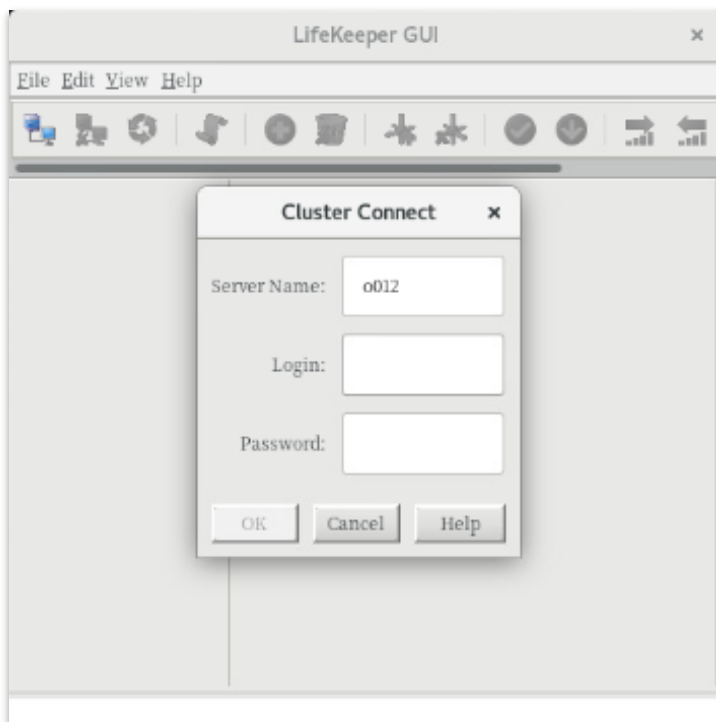 LifeKeeper GUI
File Edit View Help
Cluster Connect
Server Name: o012
Login:
Password:
OK Cancel Help